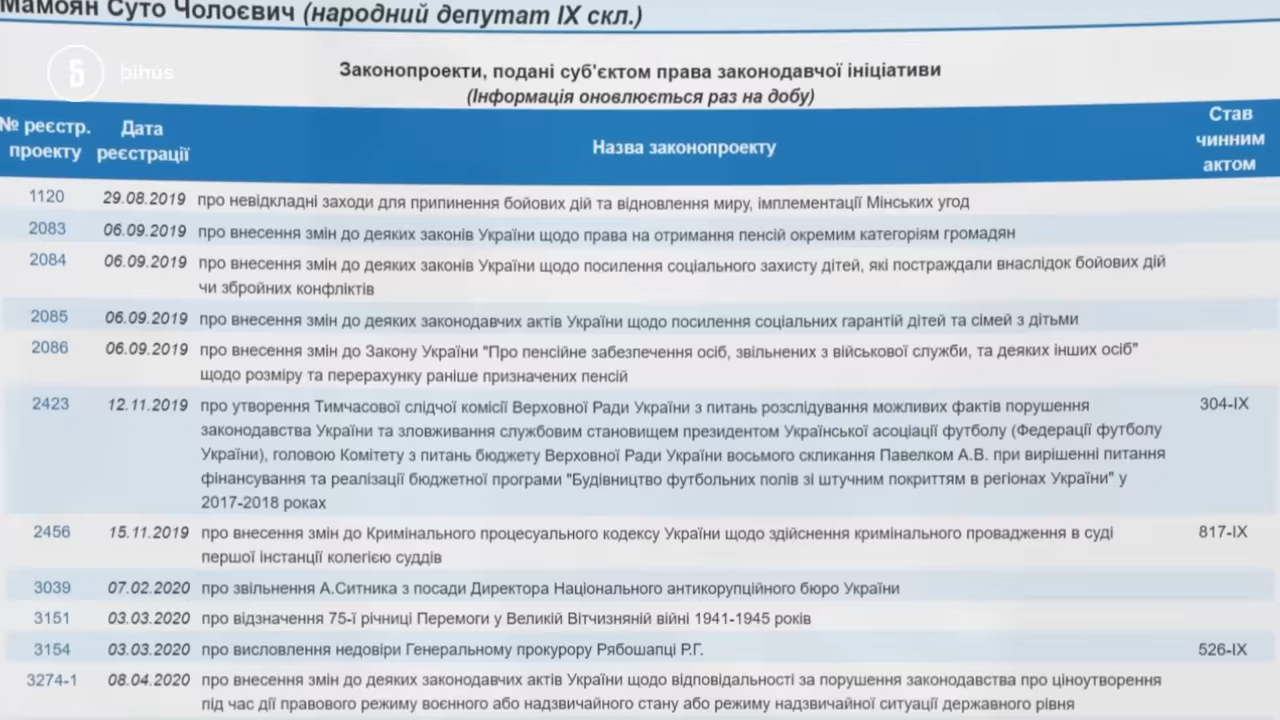 Мамоян Суто Чолоєвич (народний депутат IX скл.)
Б bihus
Законопроекти, подані суб'єктом права законодавчої ініціативи
(Інформація оновлюється раз на добу)
№ реєстр. проекту Дата реєстрації Назва законопроекту Став чинним актом
1120 29.08.2019 про невідкладні заходи для припинення бойових дій та відновлення миру, імплементації Мінських угод
2083 06.09.2019 про внесення змін до деяких законів України щодо права на отримання пенсій окремим категоріям громадян
2084 06.09.2019 про внесення змін до деяких законів України щодо посилення соціального захисту дітей, які постраждали внаслідок бойових дій
чи збройних конфліктів
2085 06.09.2019 про внесення змін до деяких законодавчих актів України щодо посилення соціальних гарантій дітей та сімей з дітьми
2086 06.09.2019 про внесення змін до Закону України "Про пенсійне забезпечення осіб, звільнених з військової служби, та деяких інших осіб"
щодо розміру та перерахунку раніше призначених пенсій
2423 12.11.2019 про утворення Тимчасової слідчої комісії Верховної Ради України з питань розслідування можливих фактів порушення 304-IX
законодавства України та зловживання службовим становищем президентом Української асоціації футболу (Федерації футболу
України), головою Комітету з питань бюджету Верховної Ради України восьмого скликання Павелком А.В. при вирішенні питання
фінансування та реалізації бюджетної програми "Будівництво футбольних полів зі штучним покриттям в регіонах України" у
2017-2018 роках
2456 15.11.2019 про внесення змін до Кримінального процесуального кодексу України щодо здійснення кримінального провадження в суді 817-IX
першої інстанції колегією суддів
3039 07.02.2020 про звільнення А.Ситника з посади Директора Національного антикорупційного бюро України
3151 03.03.2020 про відзначення 75-ї річниці Перемоги у Великій Вітчизняній війні 1941-1945 років
3154 03.03.2020 про висловлення недовіри Генеральному прокурору Рябошапці Р.Г. 526-IX
3274-1 08.04.2020 про внесення змін до деяких законодавчих актів України щодо відповідальності за порушення законодавства про ціноутворення
під час дії правового режиму воєнного або надзвичайного стану або режиму надзвичайної ситуації державного рівня